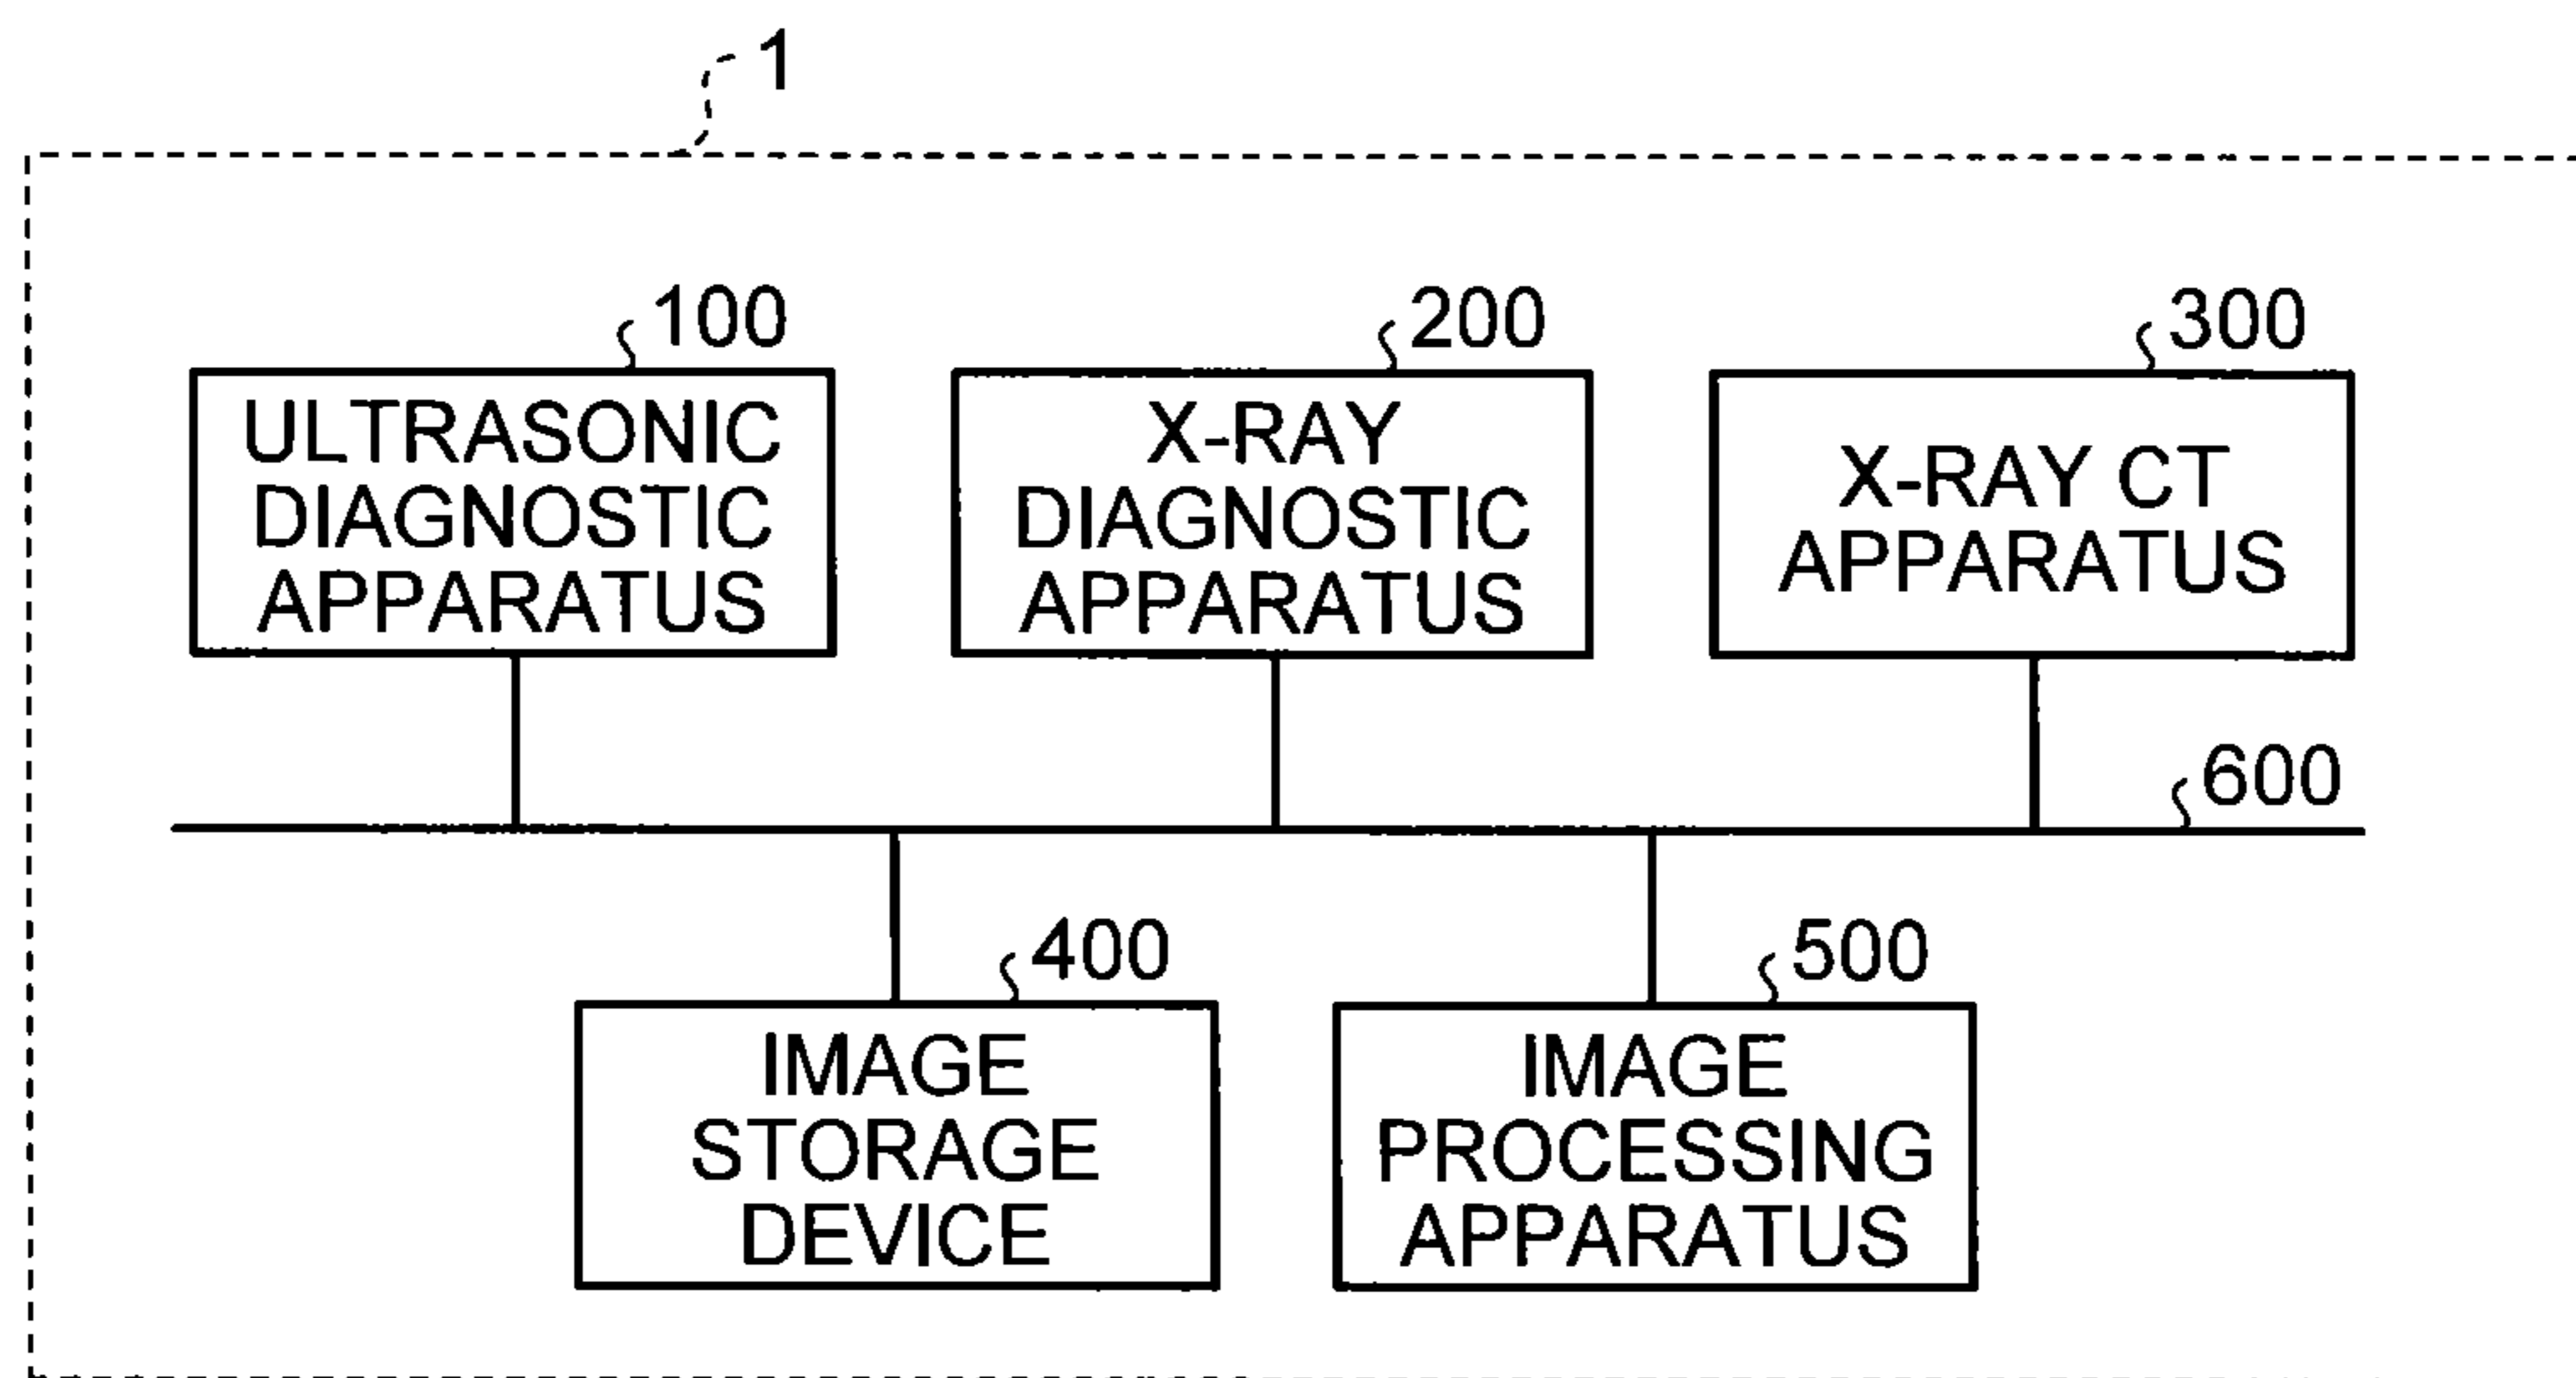 1
100
200
300
ULTRASONIC
DIAGNOSTIC
APPARATUS
X-RAY
DIAGNOSTIC
APPARATUS
X-RAY CT
APPARATUS
600
400
500
IMAGE
STORAGE
DEVICE
IMAGE
PROCESSING
APPARATUS